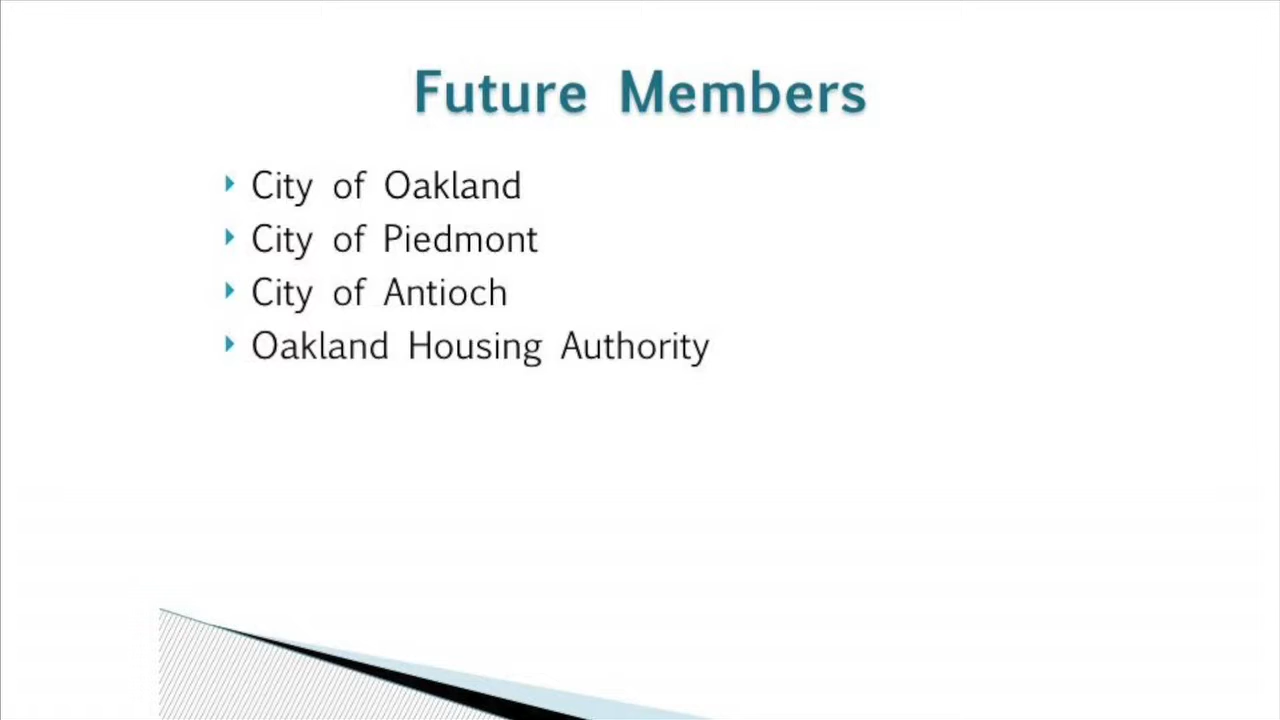 Future Members
City of Oakland
City of Piedmont
City of Antioch
Oakland Housing Authority